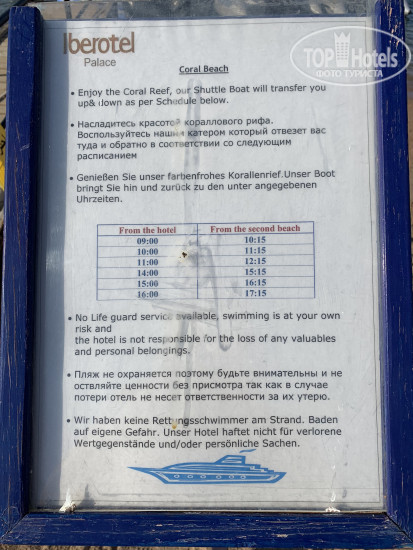 Iberotel
Palace
TOP Hotels
ФОТО ТУРИСТА
Coral Beach
• Enjoy the Coral Reef, our Shuttle Boat will transfer you
up& down as per Schedule below.
• Насладитесь красотой кораллового рифа.
Воспользуйтесь нашим катером который отвезет вас
туда и обратно в соответствии со следующим
расписанием
• Genießen Sie unser farbenfrohes Korallenrief.Unser Boot
bringt Sie hin und zurück zu den unter angegebenen
Uhrzeiten.
From the hotel From the second beach
09:00 10:15
10:00 11:15
11:00 12:15
14:00 15:15
15:00 16:15
16:00 17:15
• No Life guard service available, swimming is at your own
risk and
the hotel is not responsible for the loss of any valuables
and personal belongings.
• Пляж не охраняется поэтому будьте внимательны и не
оствляйте ценности без присмотра так как в случае
потери отель не несет ответственности за их утерю.
• Wir haben keine Rettungsschwimmer am Strand. Baden
auf eigene Gefahr. Unser Hotel haftet nicht für verlorene
Wertgegenstände und/oder persönliche Sachen.